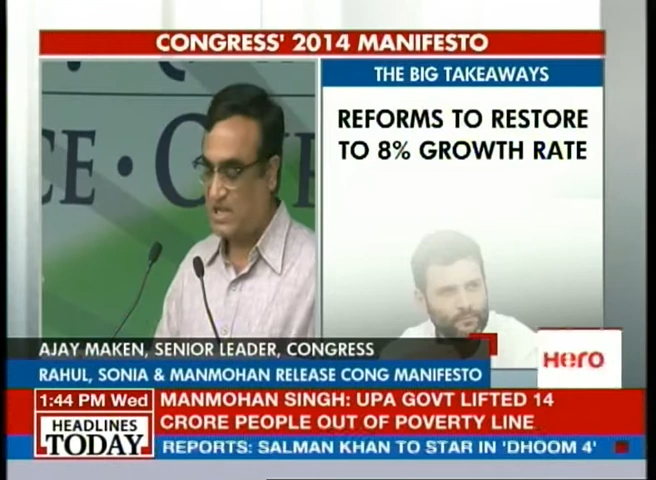 CONGRESS' 2014 MANIFESTO
CE • C
THE BIG TAKEAWAYS
REFORMS TO RESTORE
TO 8% GROWTH RATE
AJAY MAKEN, SENIOR LEADER, CONGRESS
RAHUL, SONIA & MANMOHAN RELEASE CONG MANIFESTO
Hero
1:44 PM Wed
MANMOHAN SINGH: UPA GOVT LIFTED 14
CRORE PEOPLE OUT OF POVERTY LINE
HEADLINES
TODAY
REPORTS: SALMAN KHAN TO STAR IN 'DHOOM 4'